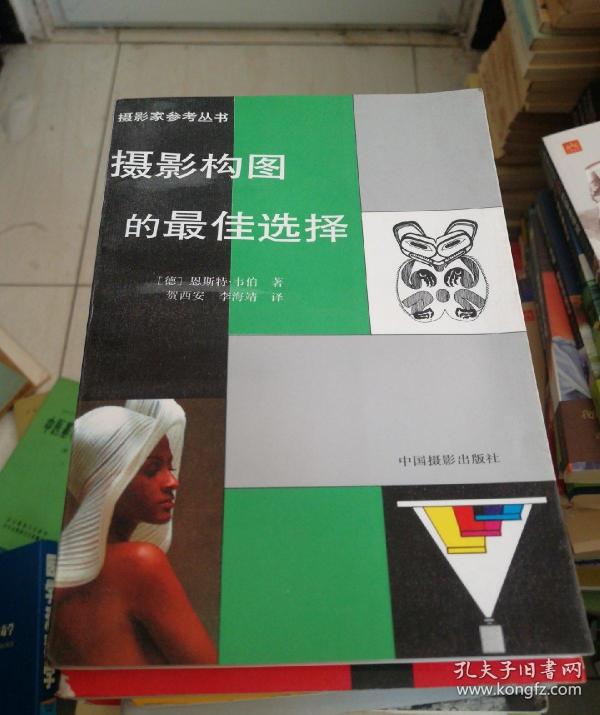 摄影家参考丛书
摄影构图
的最佳选择
［德］恩斯特·韦伯 著
贺西安 李海靖 译
中国摄影出版社
孔夫子旧书网
www.kongfz.com